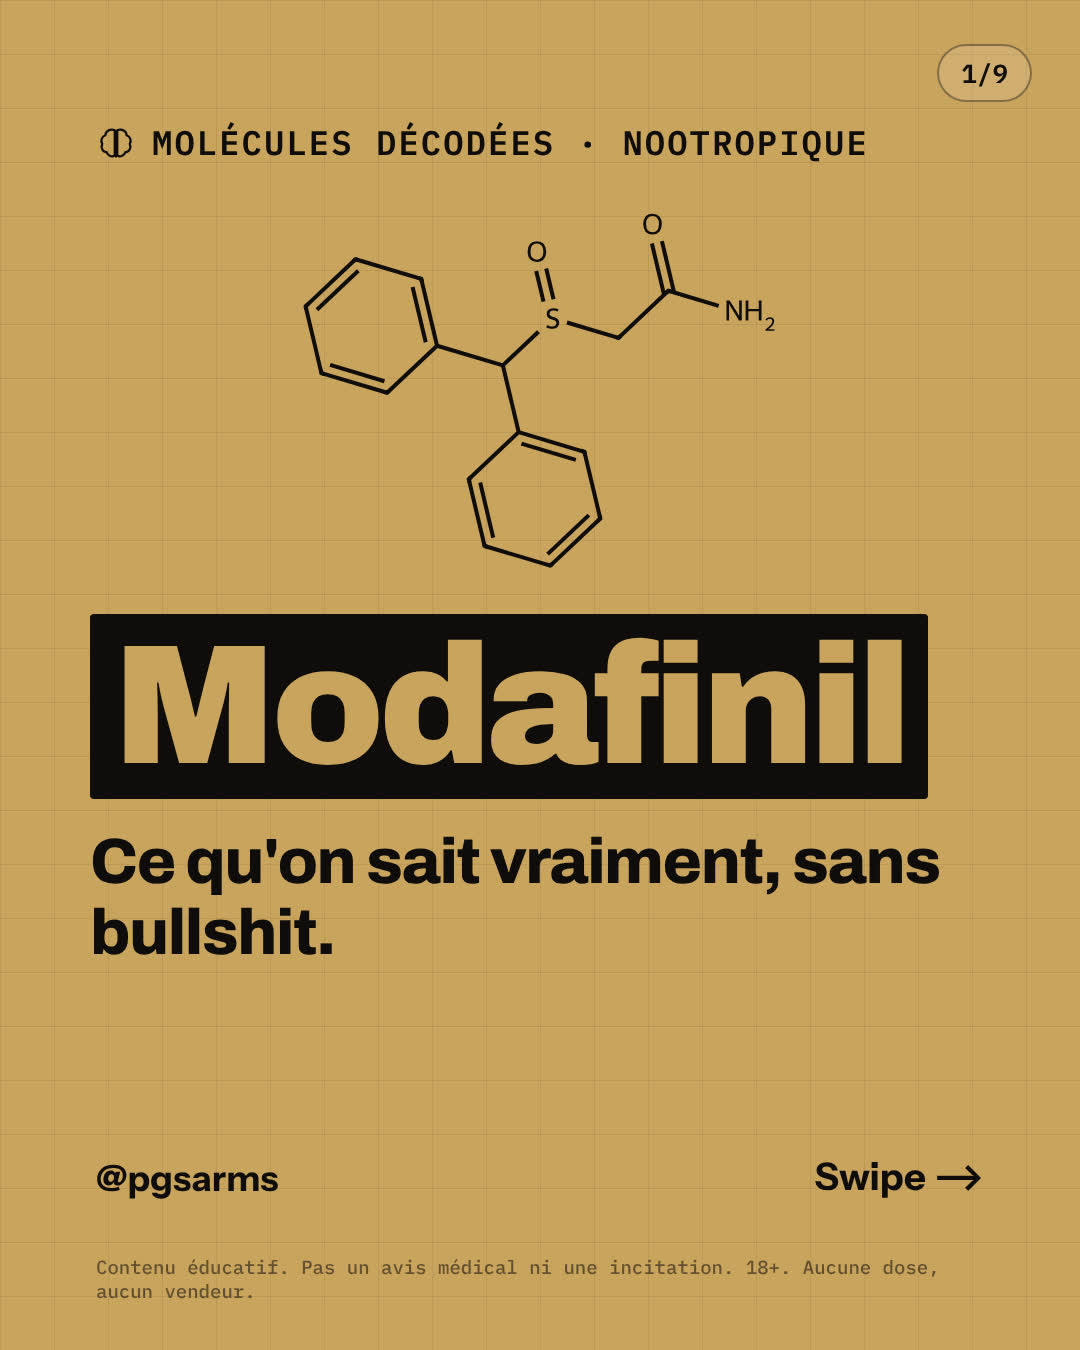 1/9
MOLÉCULES DÉCODÉES · NOOTROPIQUE
O
O
S
NH₂
Modafinil
Ce qu'on sait vraiment, sans
bullshit.
@pgsarms
Swipe →
Contenu éducatif. Pas un avis médical ni une incitation. 18+. Aucune dose,
aucun vendeur.